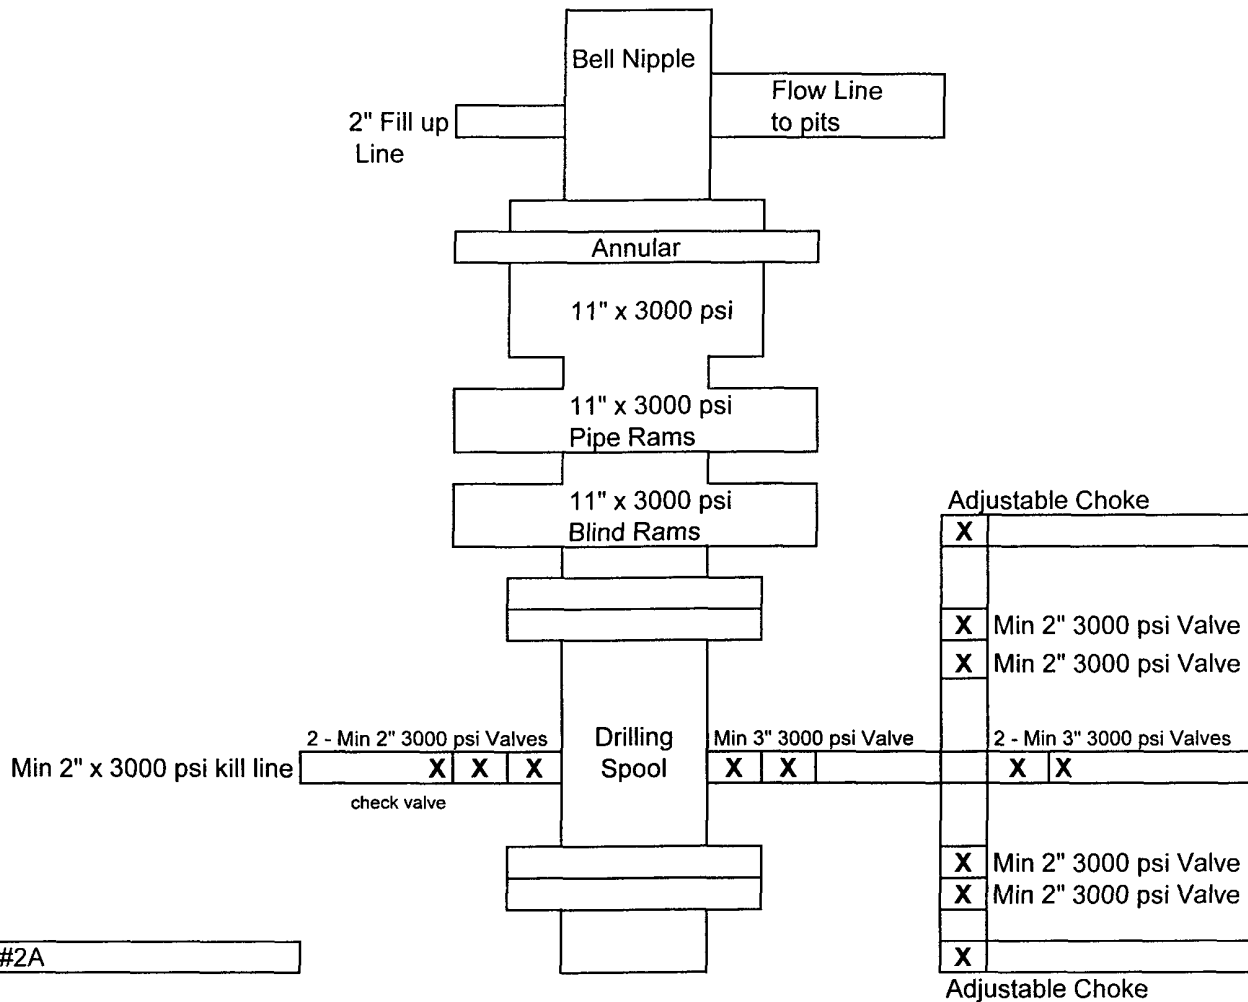 Bell Nipple
Flow Line
to pits
2" Fill up
Line
Annular
11" x 3000 psi
11" x 3000 psi
Pipe Rams
11" x 3000 psi
Blind Rams
Adjustable Choke
X
X Min 2" 3000 psi Valve
X Min 2" 3000 psi Valve
2 - Min 2" 3000 psi Valves
Drilling
Spool
Min 3" 3000 psi Valve
2 - Min 3" 3000 psi Valves
Min 2" x 3000 psi kill line
X X X
X X
X X
check valve
X Min 2" 3000 psi Valve
X Min 2" 3000 psi Valve
#2A
X
Adjustable Choke